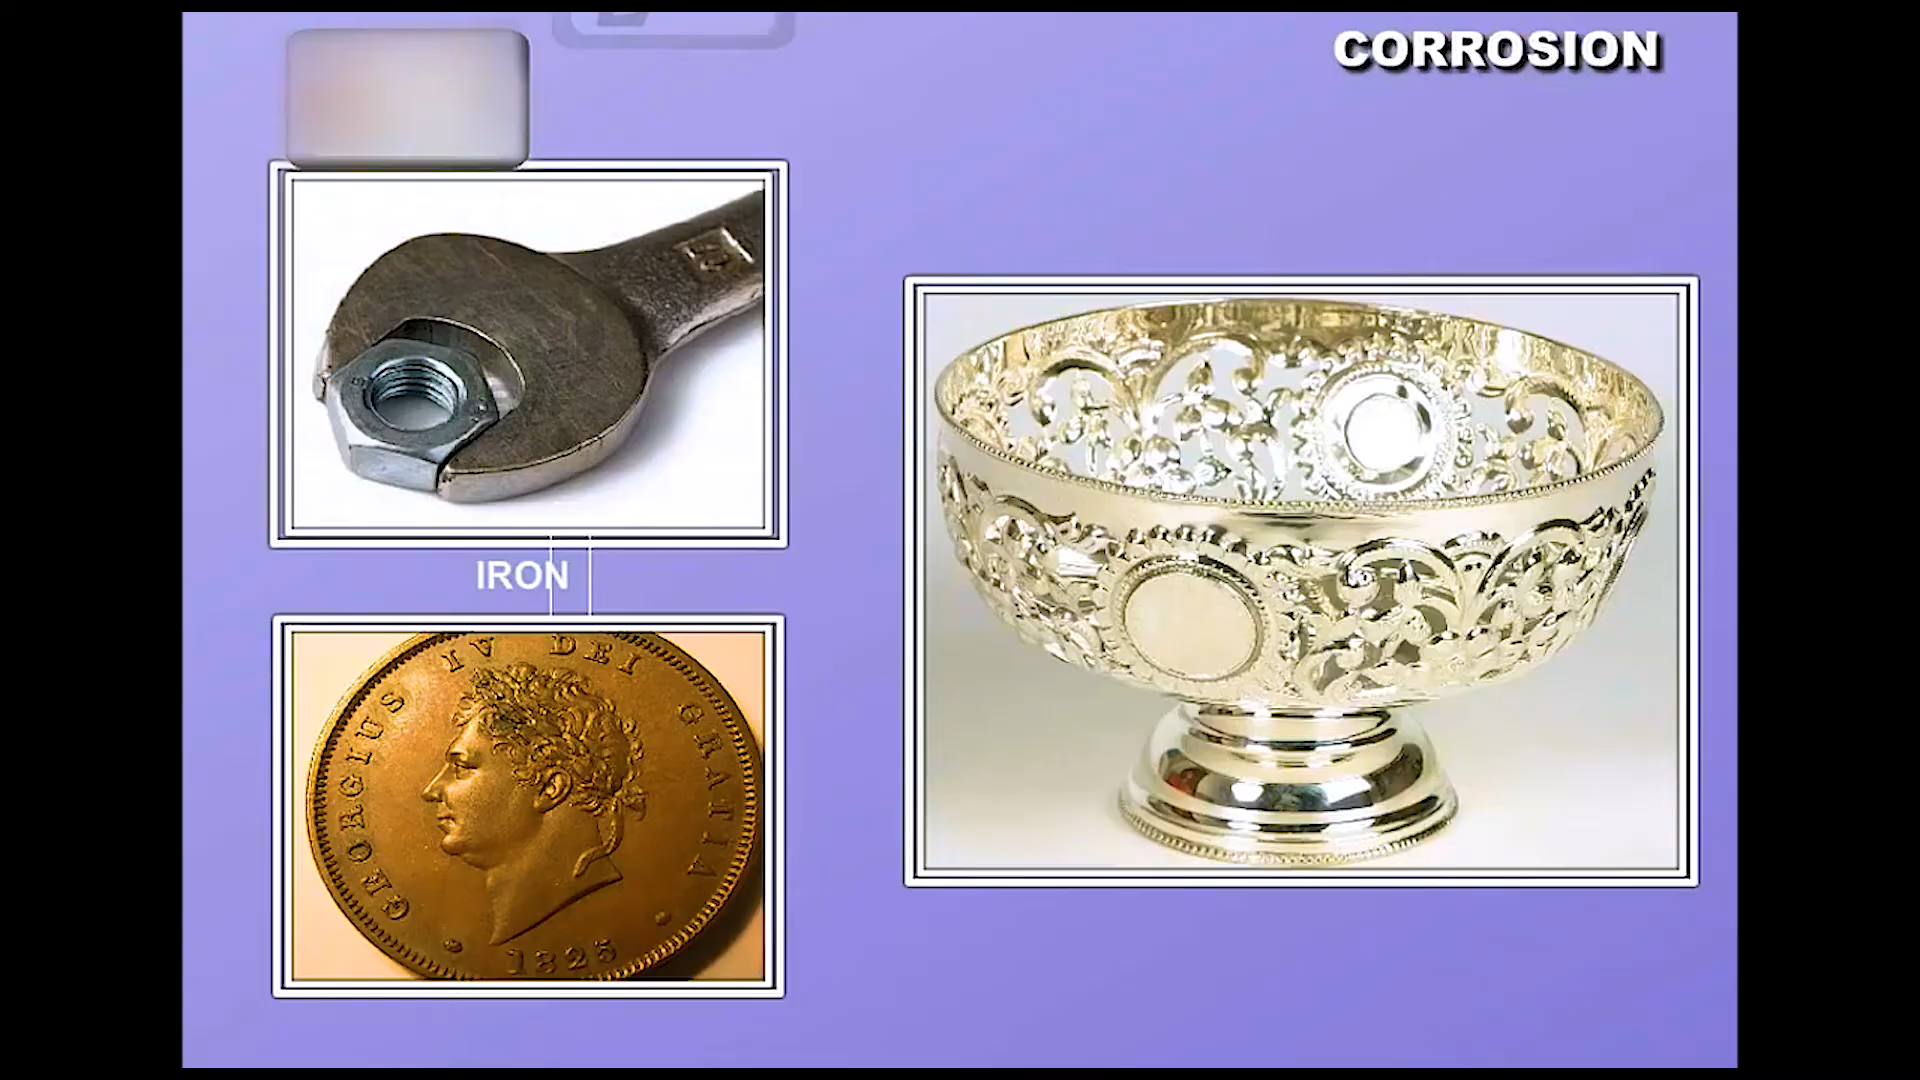 CORROSION
IRON
GEORGIUS IV DEI GRATIA
1825